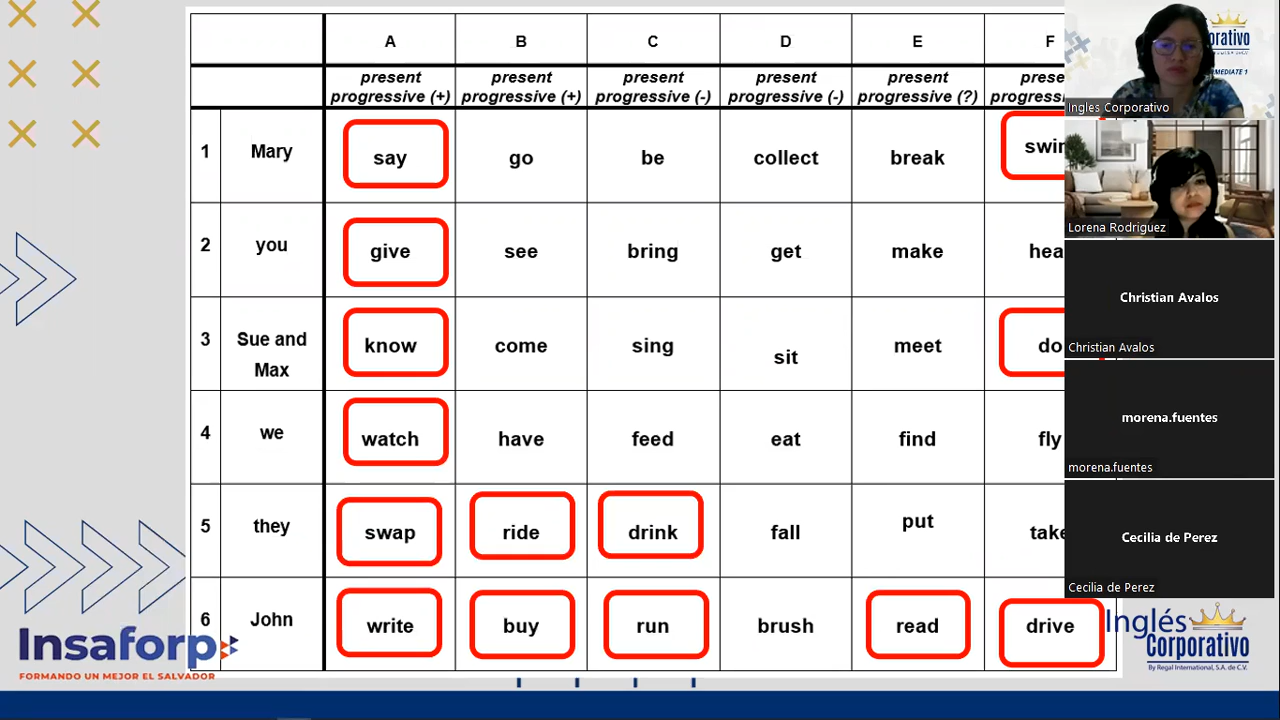 A B C D E F
present progressive (+) present progressive (+) present progressive (-) present progressive (-) present progressive (?)
1 Mary say go be collect break
2 you give see bring get make
3 Sue and Max know come sing sit meet do
4 we watch have feed eat find fly
5 they swap ride drink fall put take
6 John write buy run brush read drive
Insaforp
FORMANDO UN MEJOR EL SALVADOR
Inglés
Corporativo
By Regal International, S.A. de C.V.
Ingles Corporativo
Lorena Rodriguez
Christian Avalos
Christian Avalos
morena.fuentes
morena.fuentes
Cecilia de Perez
Cecilia de Perez